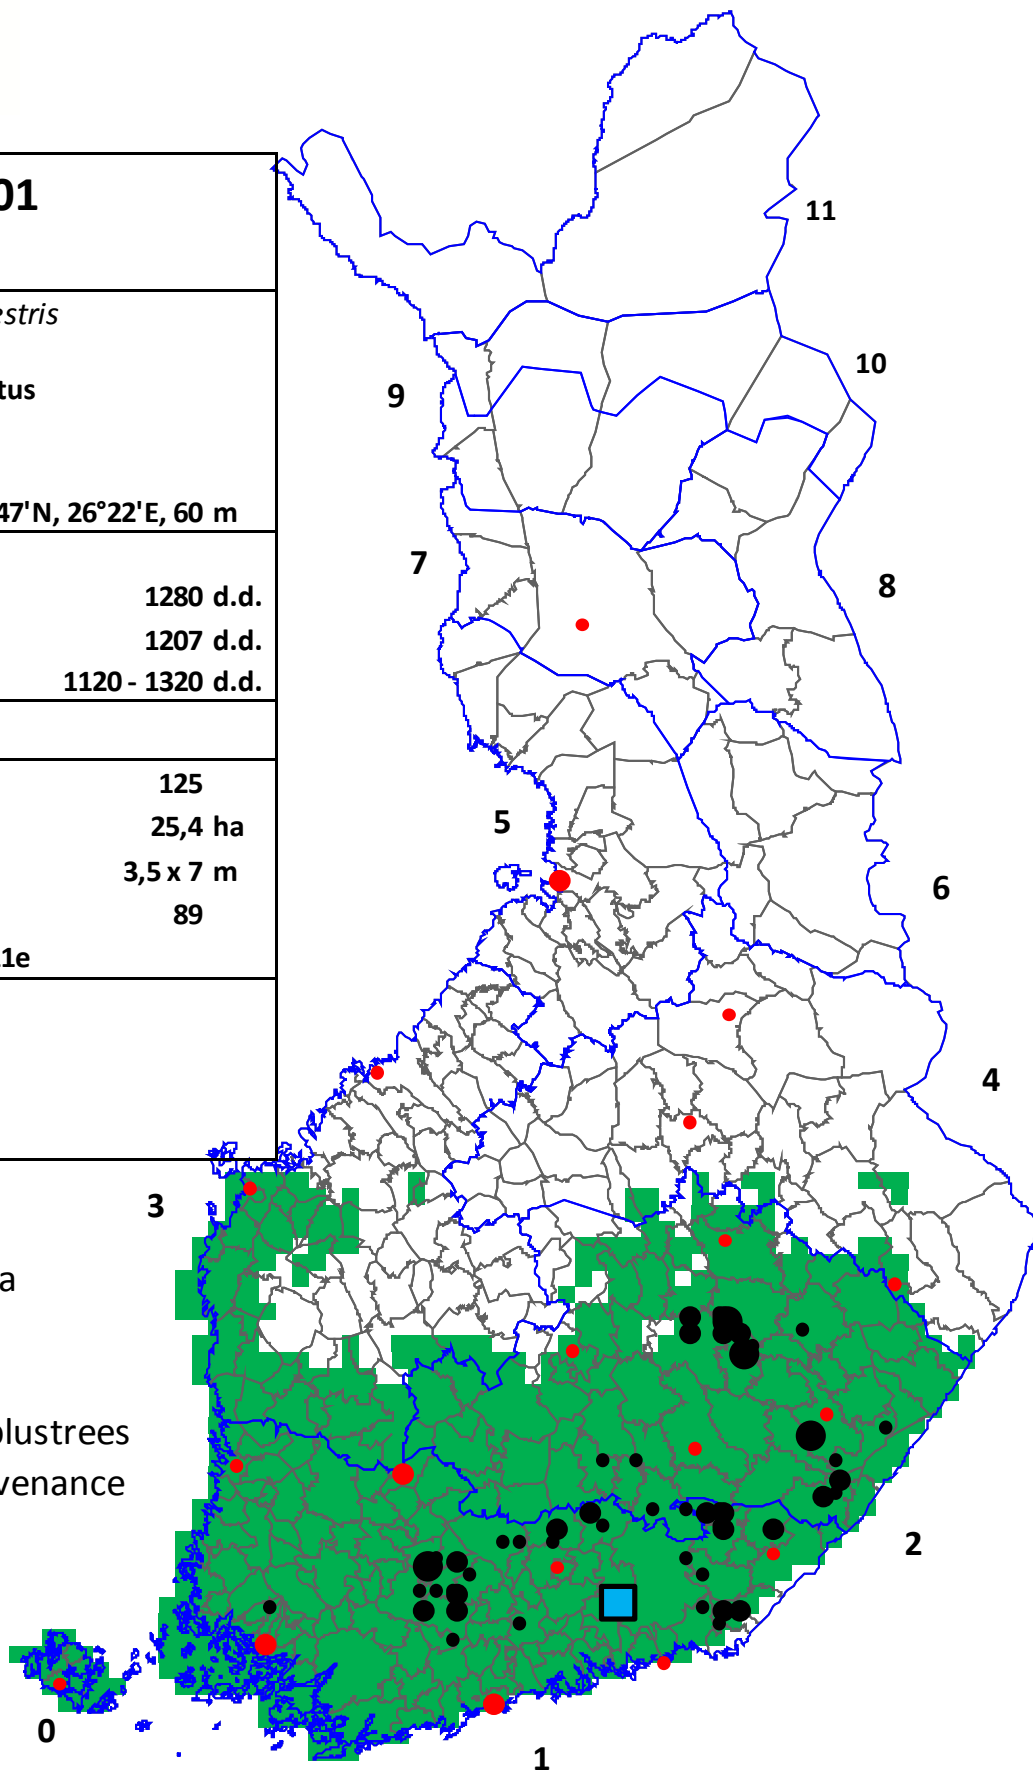 01
estris
tus
47'N, 26°22'E, 60 m
1280 d.d.
1207 d.d.
1120 - 1320 d.d.
125
25,4 ha
3,5 x 7 m
89
1e
a
plustrees
venance
11
10
9
7
8
5
6
4
3
2
0
1